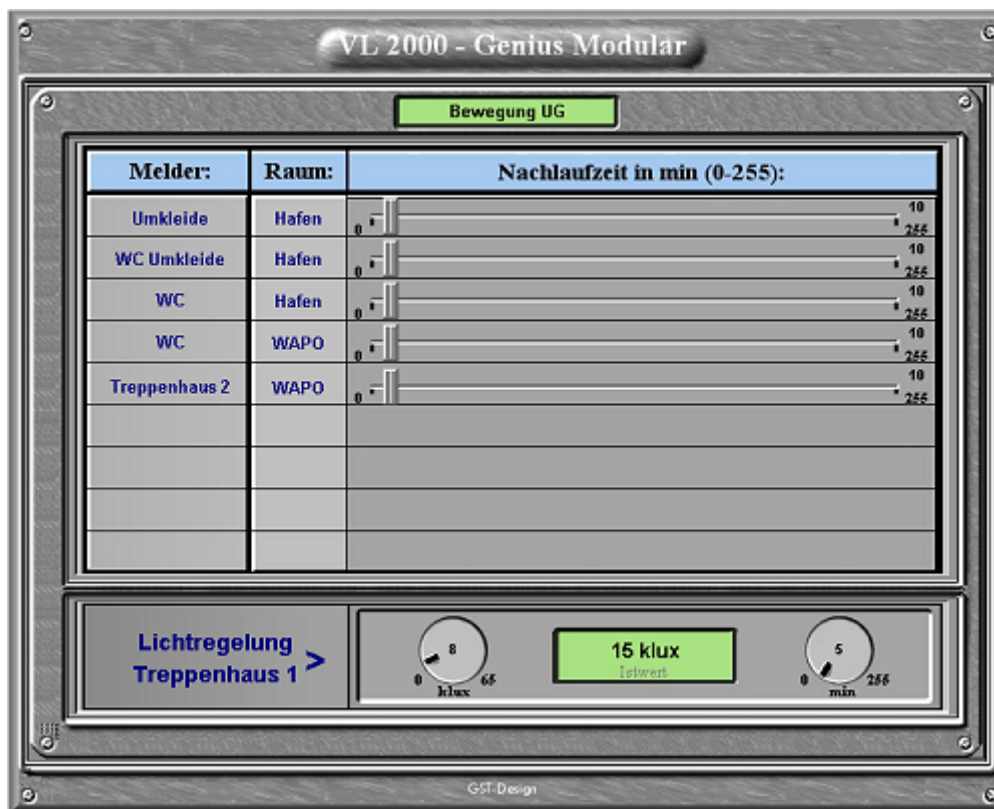 VL 2000 - Genius Modular
Bewegung UG
Melder: Raum: Nachlaufzeit in min (0-255):
Umkleide Hafen 0 10 255
WC Umkleide Hafen 0 10 255
WC Hafen 0 10 255
WC WAPO 0 10 255
Treppenhaus 2 WAPO 0 10 255
Lichtregelung
Treppenhaus 1 >
8
0 65
klux
15 klux
Istwert
5
0 255
min
GST-Design